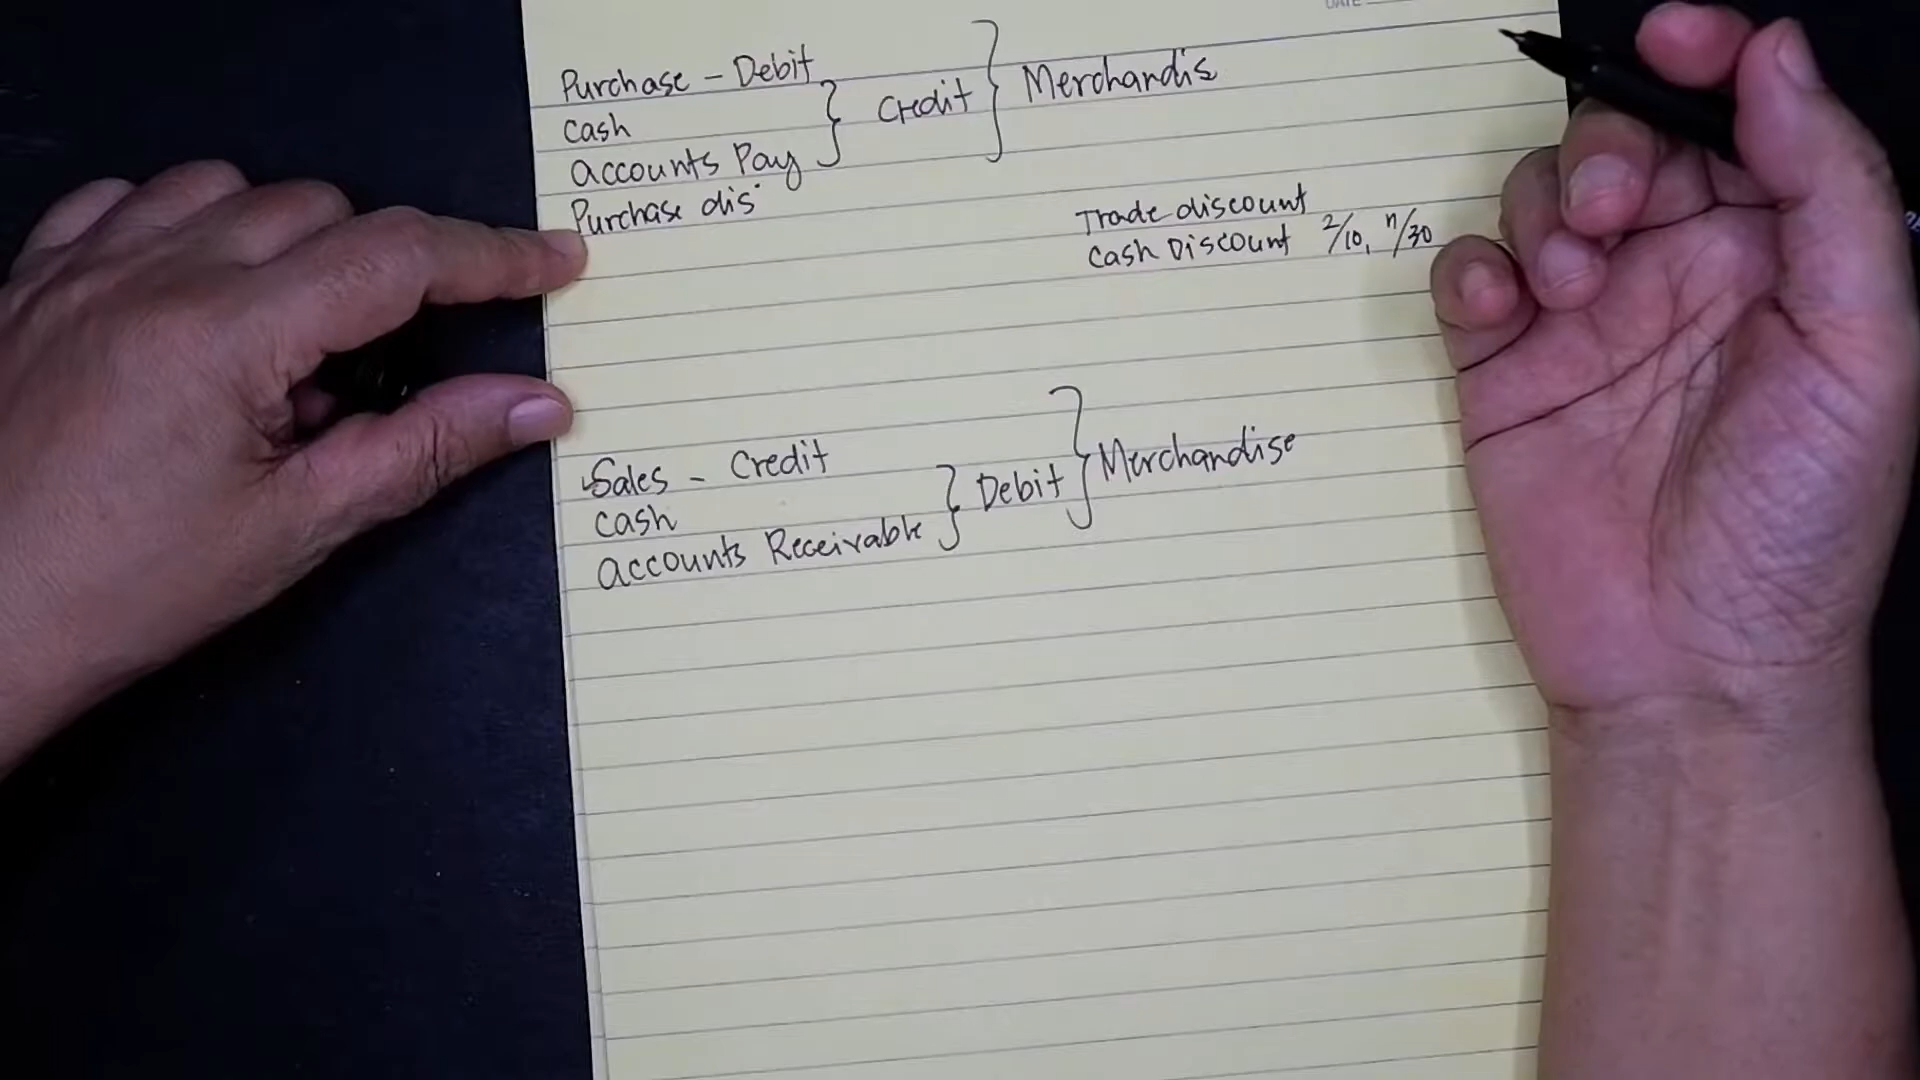 DATE
Purchase - Debit
Cash
Accounts Pay
} Credit } Merchandis
Purchase dis
Trade discount
Cash Discount 2/10, n/30
Sales - Credit
Cash
Accounts Receivable
} Debit } Merchandise